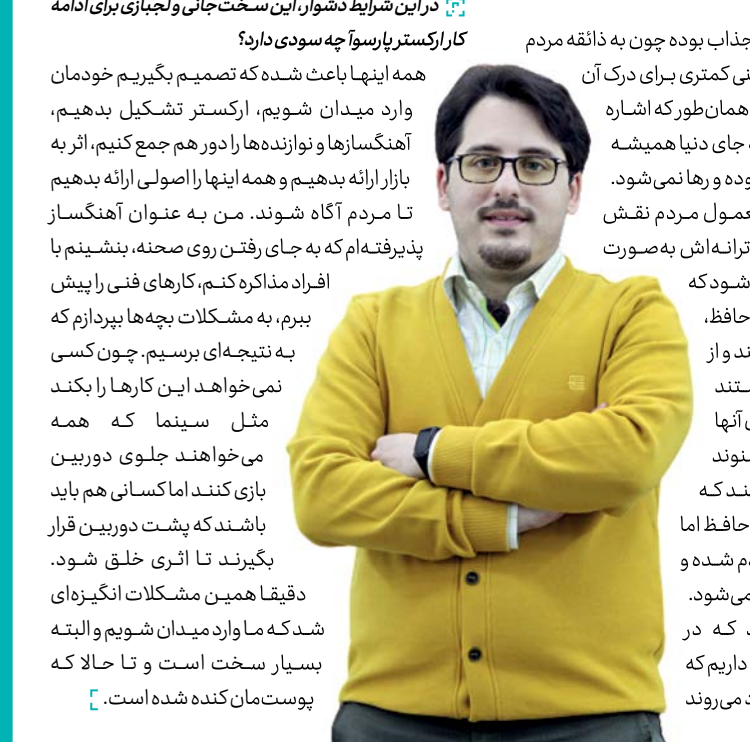 جذاب بوده چون به ذائقه مردم
کمتری برای درک آن
همان‌طور که اشاره
جای دنیا همیشه
و رها نمی‌شود.
مردم نقش
ترانه‌اش به‌صورت
شود که
حافظ،
و از
آنها
که
حافظ اما
شده و
می‌شود.
که در
داریم که
می‌روند
در این شرایط دشوار، این سخت‌جانی و لجبازی برای ادامه
کار ارکستر پارسوآ چه سودی دارد؟
همه اینها باعث شده که تصمیم بگیریم خودمان
وارد میدان شویم، ارکستر تشکیل بدهیم،
آهنگسازها و نوازنده‌ها را دور هم جمع کنیم، اثر به
بازار ارائه بدهیم و همه اینها را اصولی ارائه بدهیم
تا مردم آگاه شوند. من به عنوان آهنگساز
پذیرفته‌ام که به جای رفتن روی صحنه، بنشینم با
افراد مذاکره کنم، کارهای فنی را پیش
ببرم، به مشکلات بچه‌ها بپردازم که
به نتیجه‌ای برسیم. چون کسی
نمی‌خواهد این کارها را بکند
مثل سینما که همه
می‌خواهند جلوی دوربین
بازی کنند اما کسانی هم باید
باشند که پشت دوربین قرار
بگیرند تا اثری خلق شود.
دقیقا همین مشکلات انگیزه‌ای
شد که ما وارد میدان شویم و البته
بسیار سخت است و تا حالا که
پوست‌مان کنده شده است.